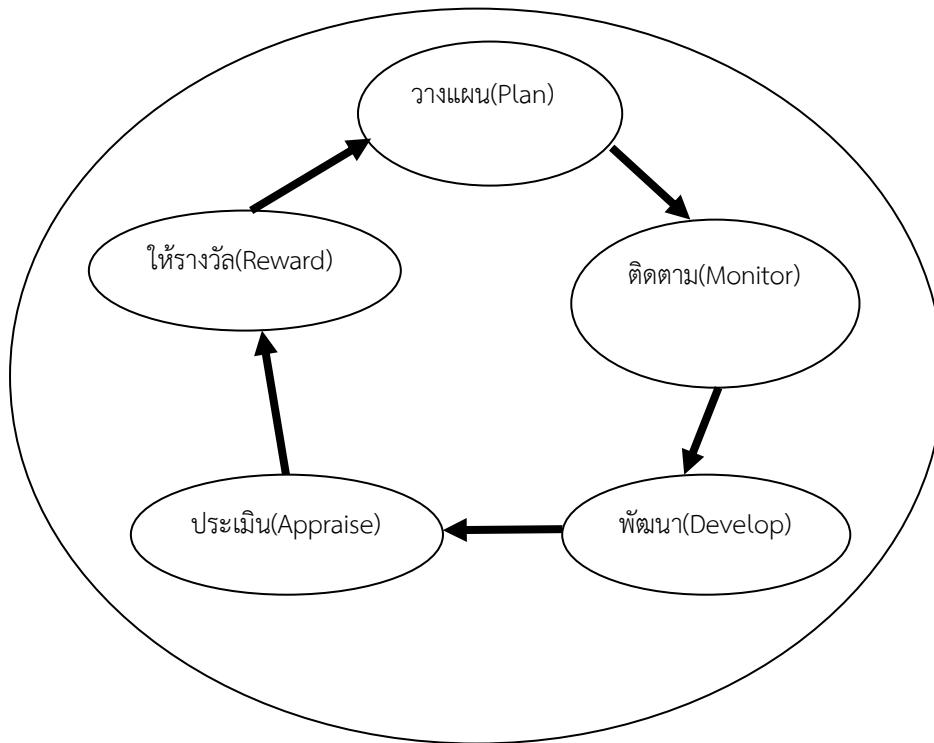 วางแผน(Plan)
ติดตาม(Monitor)
พัฒนา(Develop)
ประเมิน(Appraise)
ให้รางวัล(Reward)